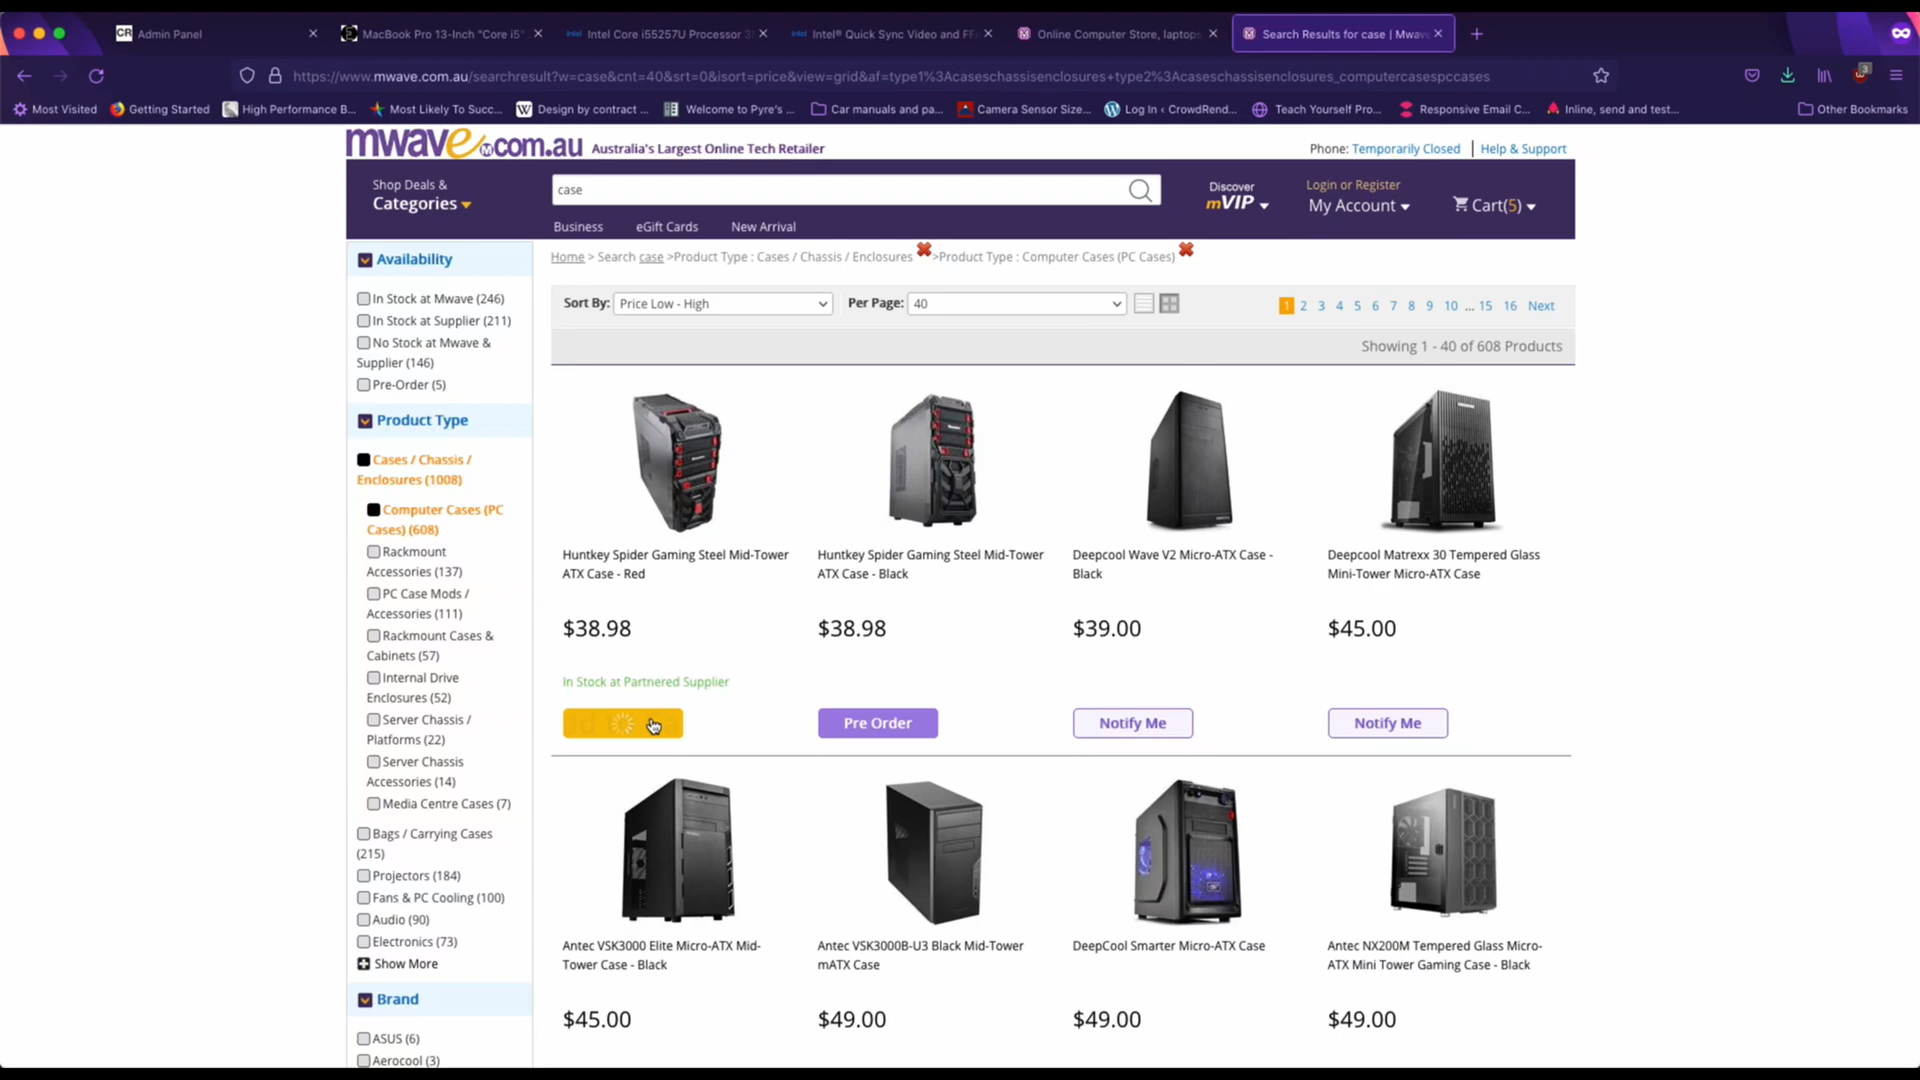 CR Admin Panel
MacBook Pro 13-Inch "Core i5"
intel Intel Core i55257U Processor 3
intel Intel® Quick Sync Video and FF
Online Computer Store, laptops
Search Results for case | Mwave
https://www.mwave.com.au/searchresult?w=case&cnt=40&srt=0&isort=price&view=grid&af=type1%3Acaseschassisenclosures+type2%3Acaseschassisenclosures_computercasespccases
3
Most Visited
Getting Started
High Performance B...
Most Likely To Succ...
W Design by contract ...
Welcome to Pyre's ...
Car manuals and pa...
Camera Sensor Size...
Log In ‹ CrowdRend...
Teach Yourself Pro...
Responsive Email C...
Inline, send and test...
Other Bookmarks
mwave.com.au Australia's Largest Online Tech Retailer
Phone: Temporarily Closed | Help & Support
Shop Deals &
Categories
case
Discover
mVIP
Login or Register
My Account
Cart(5)
Business
eGift Cards
New Arrival
Home > Search case >Product Type : Cases / Chassis / Enclosures >Product Type : Computer Cases (PC Cases)
Sort By: Price Low - High
Per Page: 40
1 2 3 4 5 6 7 8 9 10 ... 15 16 Next
Showing 1 - 40 of 608 Products
Availability
In Stock at Mwave (246)
In Stock at Supplier (211)
No Stock at Mwave &
Supplier (146)
Pre-Order (5)
Product Type
Cases / Chassis /
Enclosures (1008)
Computer Cases (PC
Cases) (608)
Rackmount
Accessories (137)
PC Case Mods /
Accessories (111)
Rackmount Cases &
Cabinets (57)
Internal Drive
Enclosures (52)
Server Chassis /
Platforms (22)
Server Chassis
Accessories (14)
Media Centre Cases (7)
Bags / Carrying Cases
(215)
Projectors (184)
Fans & PC Cooling (100)
Audio (90)
Electronics (73)
Show More
Brand
ASUS (6)
Aerocool (3)
Huntkey Spider Gaming Steel Mid-Tower
ATX Case - Red
$38.98
In Stock at Partnered Supplier
Huntkey Spider Gaming Steel Mid-Tower
ATX Case - Black
$38.98
Pre Order
Deepcool Wave V2 Micro-ATX Case -
Black
$39.00
Notify Me
Deepcool Matrexx 30 Tempered Glass
Mini-Tower Micro-ATX Case
$45.00
Notify Me
Antec VSK3000 Elite Micro-ATX Mid-
Tower Case - Black
$45.00
Antec VSK3000B-U3 Black Mid-Tower
mATX Case
$49.00
DeepCool Smarter Micro-ATX Case
$49.00
Antec NX200M Tempered Glass Micro-
ATX Mini Tower Gaming Case - Black
$49.00